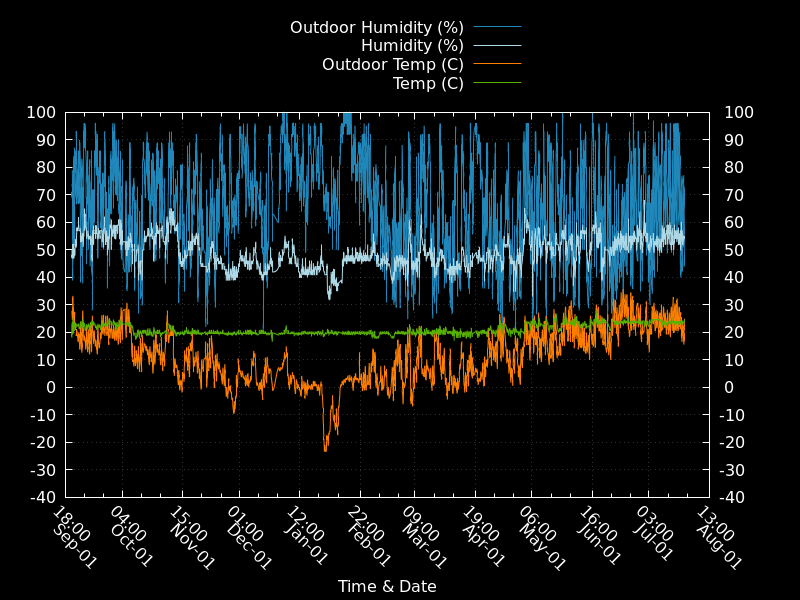 Outdoor Humidity (%)
Humidity (%)
Outdoor Temp (C)
Temp (C)
100 100
90 90
80 80
70 70
60 60
50 50
40 40
30 30
20 20
10 10
0 0
-10 -10
-20 -20
-30 -30
-40 -40
18:00 04:00 15:00 01:00 12:00 22:00 09:00 19:00 06:00 16:00 03:00 13:00
Sep-01 Oct-01 Nov-01 Dec-01 Jan-01 Feb-01 Mar-01 Apr-01 May-01 Jun-01 Jul-01 Aug-01
Time & Date